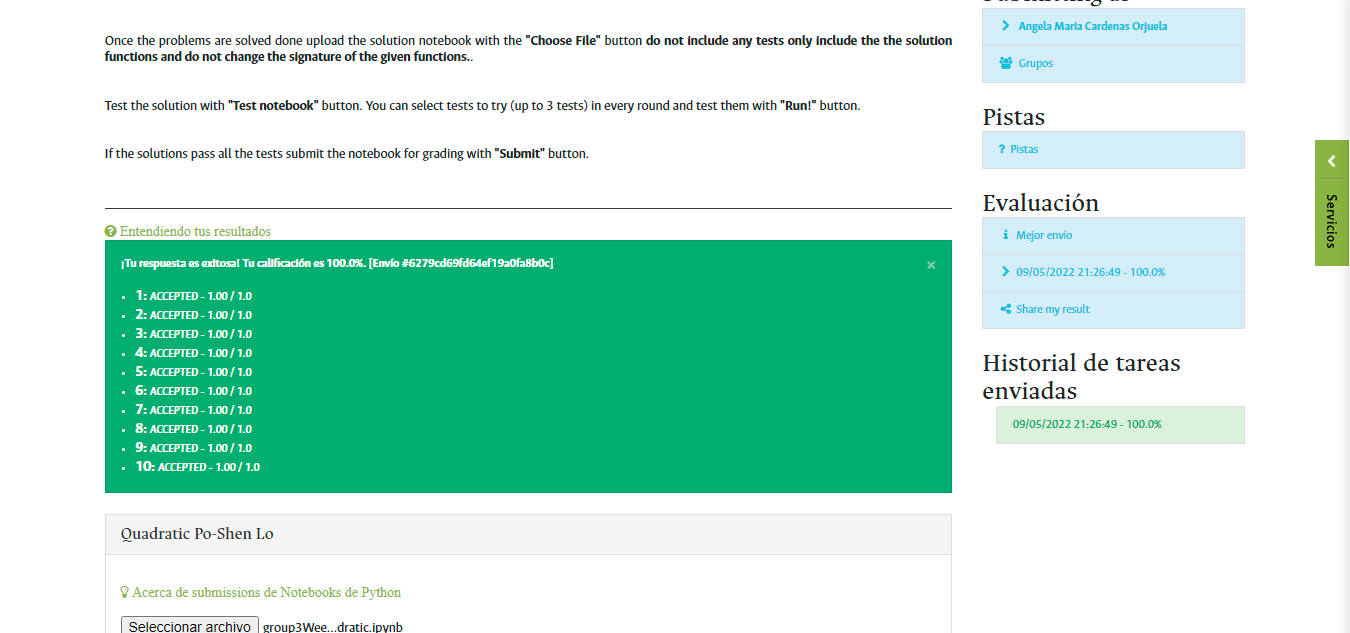 Once the problems are solved done upload the solution notebook with the "Choose File" button do not include any tests only include the the solution
functions and do not change the signature of the given functions..
Test the solution with "Test notebook" button. You can select tests to try (up to 3 tests) in every round and test them with "Run!" button.
If the solutions pass all the tests submit the notebook for grading with "Submit" button.
Entendiendo tus resultados
¡Tu respuesta es exitosa! Tu calificación es 100.0%. [Envío #6279cd69fd64ef19a0fa8b0c]
×
1: ACCEPTED - 1.00 / 1.0
2: ACCEPTED - 1.00 / 1.0
3: ACCEPTED - 1.00 / 1.0
4: ACCEPTED - 1.00 / 1.0
5: ACCEPTED - 1.00 / 1.0
6: ACCEPTED - 1.00 / 1.0
7: ACCEPTED - 1.00 / 1.0
8: ACCEPTED - 1.00 / 1.0
9: ACCEPTED - 1.00 / 1.0
10: ACCEPTED - 1.00 / 1.0
Quadratic Po-Shen Lo
Acerca de submissions de Notebooks de Python
Seleccionar archivo group3Wee...dratic.ipynb
Angela Maria Cardenas Orjuela
Grupos
Pistas
? Pistas
Evaluación
Mejor envío
09/05/2022 21:26:49 - 100.0%
Share my result
Historial de tareas
enviadas
09/05/2022 21:26:49 - 100.0%
Servicios